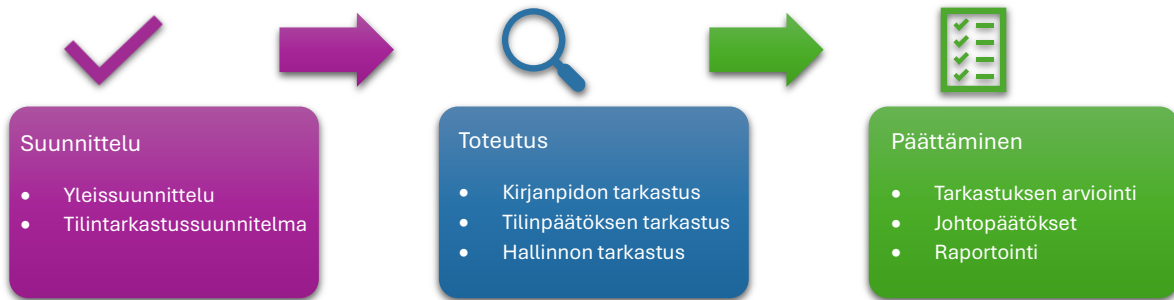 Suunnittelu
• Yleissuunnittelu
• Tilintarkastussuunnitelma
Toteutus
• Kirjanpidon tarkastus
• Tilinpäätöksen tarkastus
• Hallinnon tarkastus
Päättäminen
• Tarkastuksen arviointi
• Johtopäätökset
• Raportointi